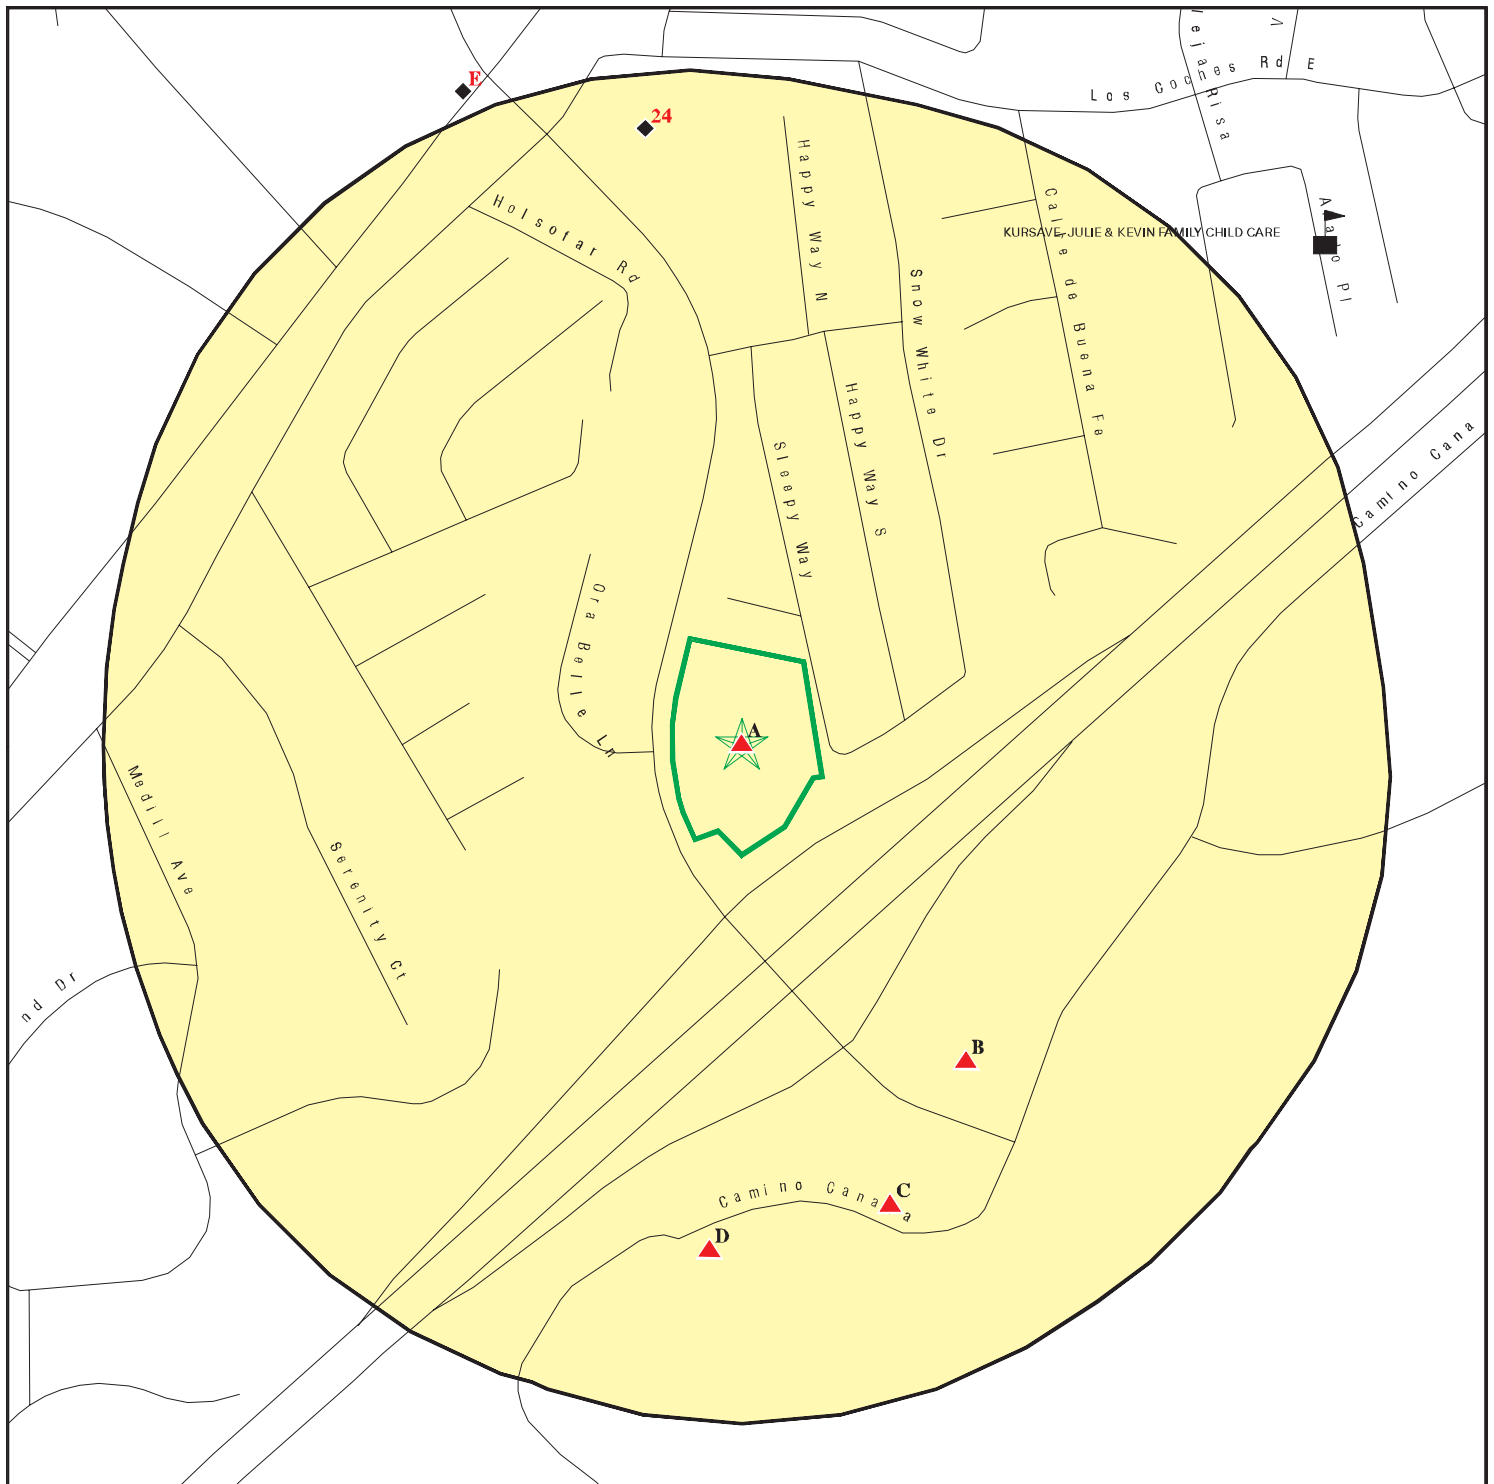 Los Coches Rd E
Risa
E
24
Happy Way N
Holsofar Rd
Calle de Buena Fe
KURSAVE, JULIE & KEVIN FAMILY CHILD CARE
Pl
Snow White Dr
Happy Way S
Sleepy Way
Camino Cana
Ora Belle Ln
A
Medill Ave
Serenity Ct
nd Dr
B
Camino Canada
C
D